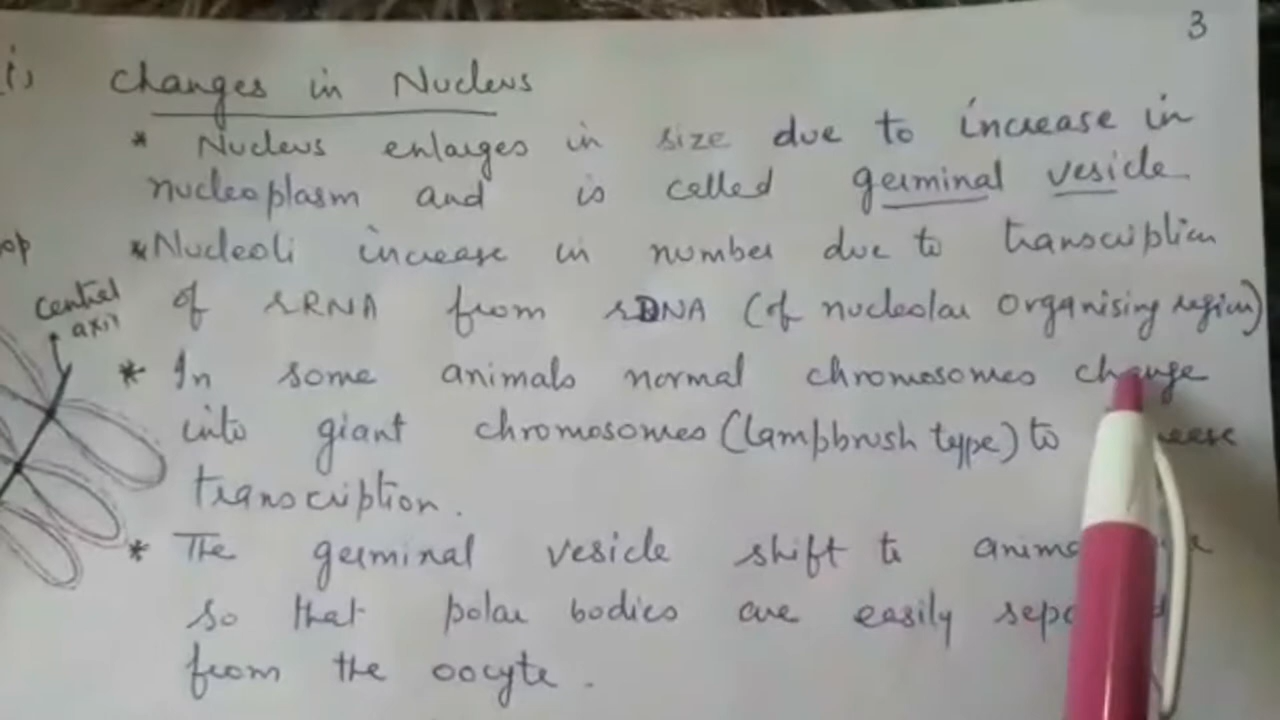 3
i) Changes in Nucleus
* Nucleus enlarges in size due to increase in
nucleoplasm and is called germinal vesicle
* Nucleoli increase in number due to transcription
of rRNA from rDNA (of nucleolar organising region)
central
axis
* In some animals normal chromosomes change
into giant chromosomes (lampbrush type) to
transcription.
* The germinal vesicle shift to
so that polar bodies are easily
from the oocyte.